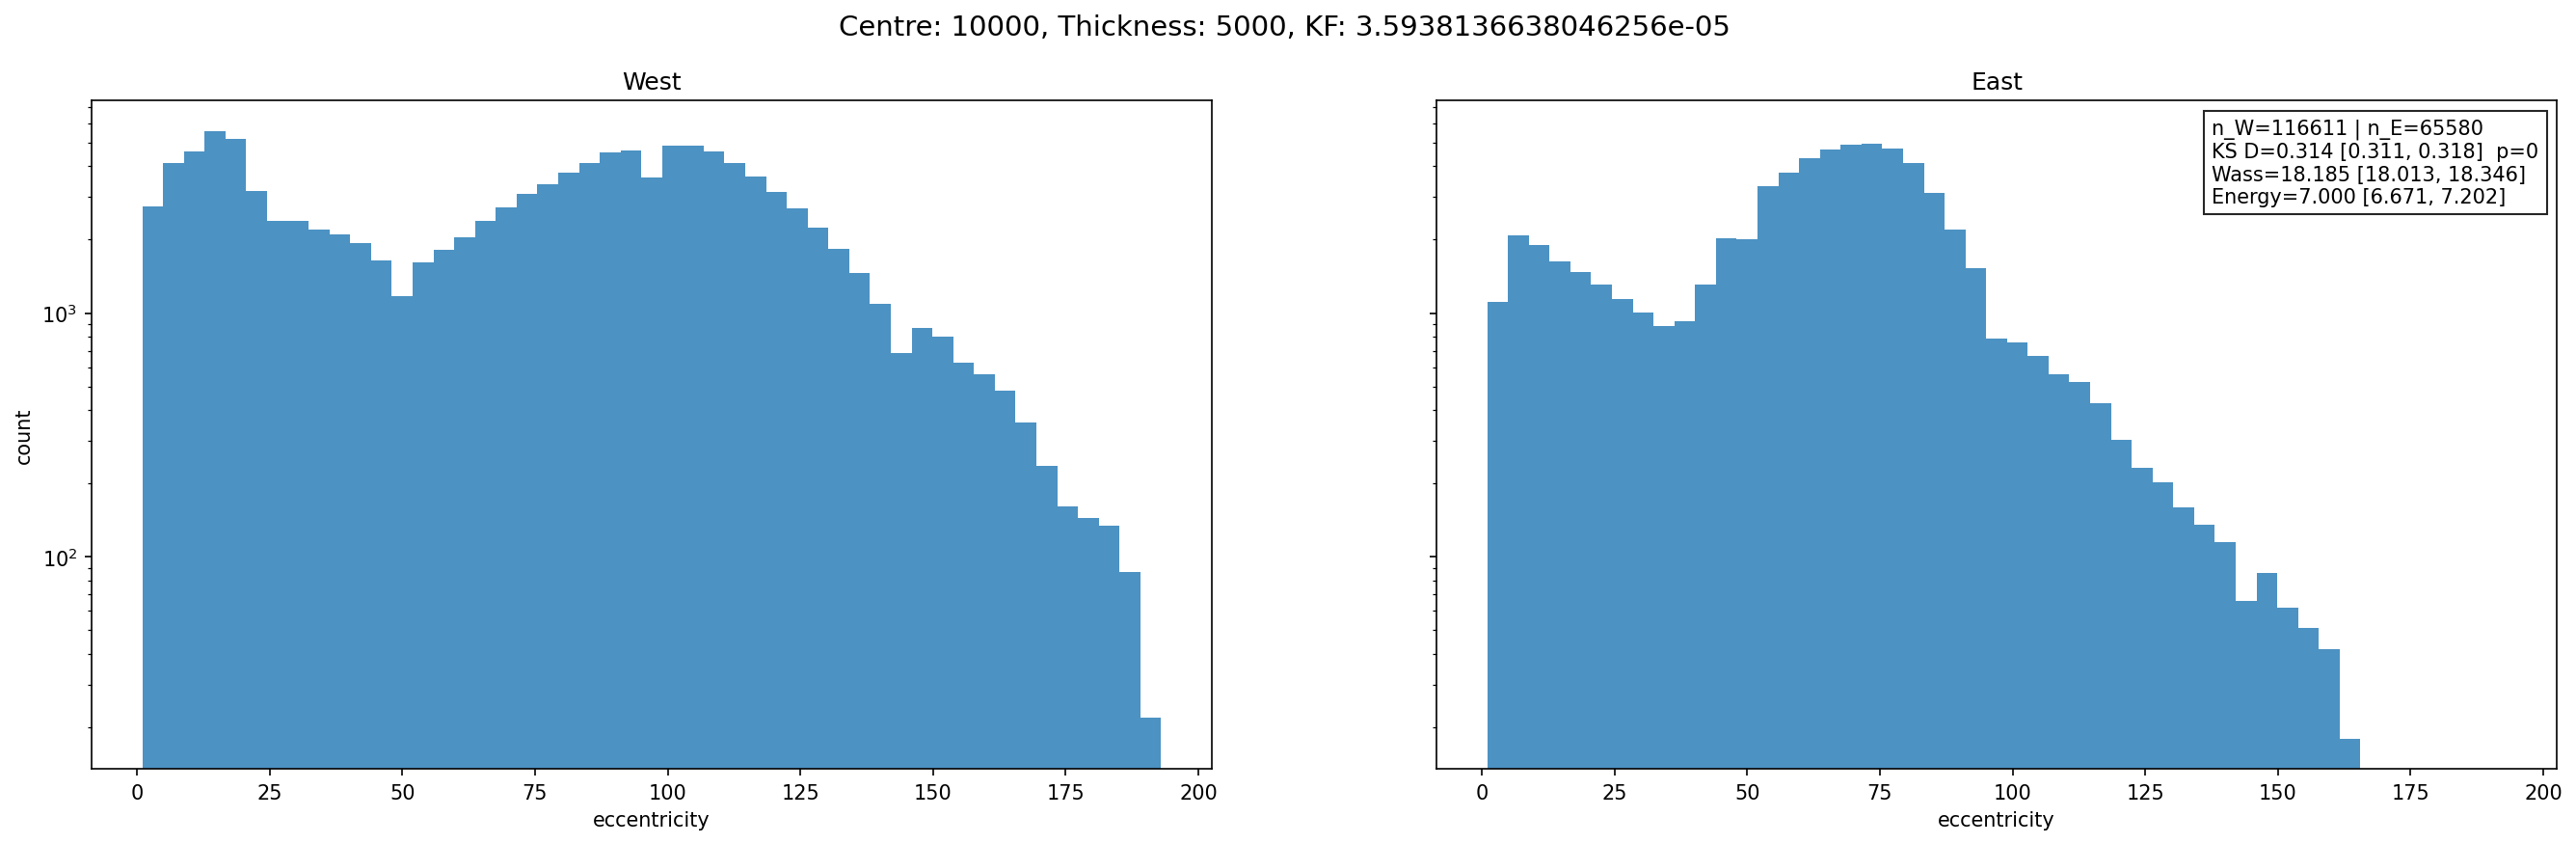 Centre: 10000, Thickness: 5000, KF: 3.5938136638046256e-05
West
count
10³
10²
0 25 50 75 100 125 150 175 200
eccentricity
East
n_W=116611 | n_E=65580
KS D=0.314 [0.311, 0.318]  p=0
Wass=18.185 [18.013, 18.346]
Energy=7.000 [6.671, 7.202]
0 25 50 75 100 125 150 175 200
eccentricity